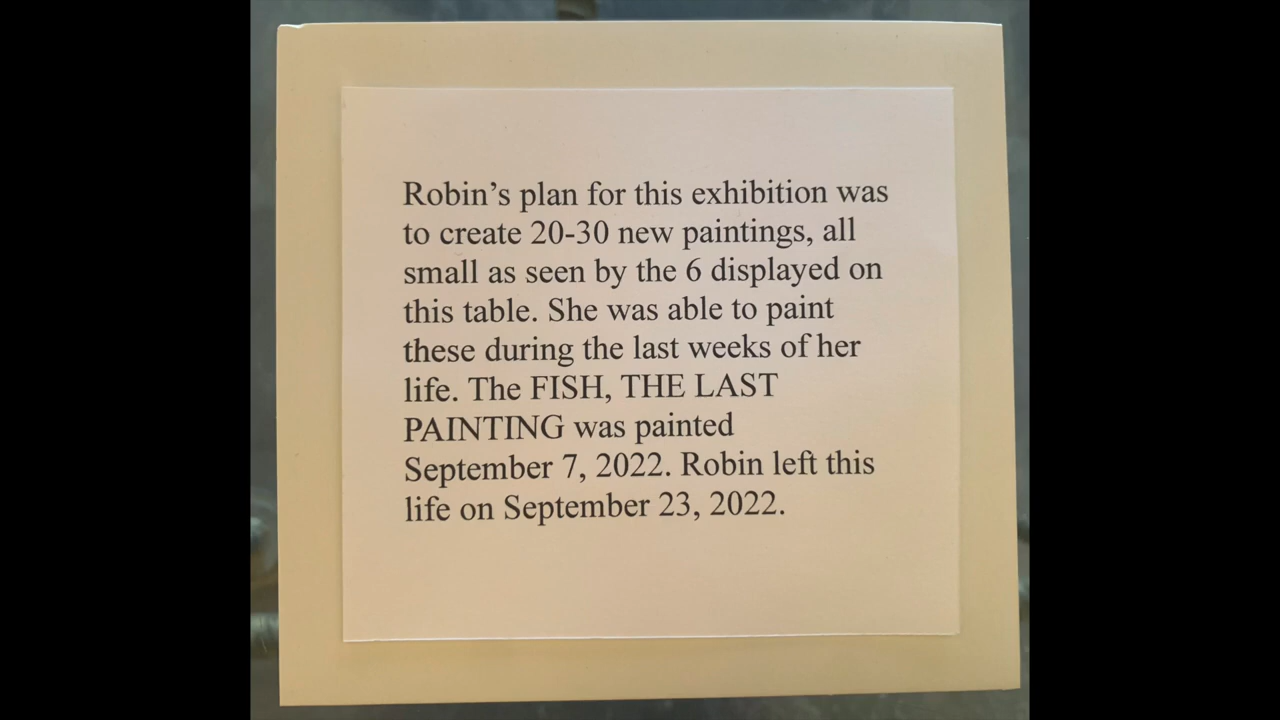 Robin’s plan for this exhibition was
to create 20-30 new paintings, all
small as seen by the 6 displayed on
this table. She was able to paint
these during the last weeks of her
life. The FISH, THE LAST
PAINTING was painted
September 7, 2022. Robin left this
life on September 23, 2022.